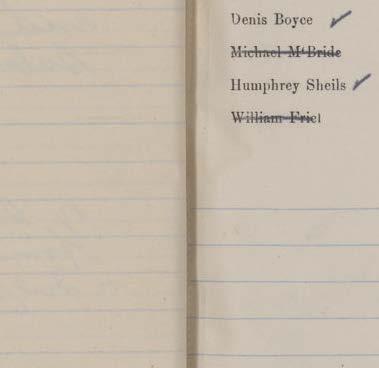 Denis Boyce
Michael McBride
Humphrey Sheils
William Friel